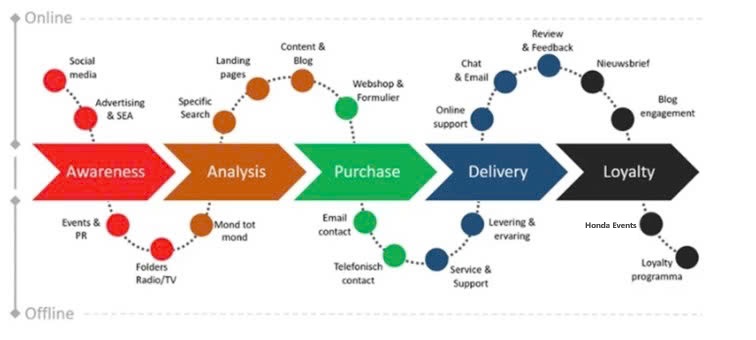 Online
Social
media
Advertising
& SEA
Specific
Search
Landing
pages
Content &
Blog
Webshop &
Formulier
Online
support
Chat
& Email
Review
& Feedback
Nieuwsbrief
Blog
engagement
Awareness
Analysis
Purchase
Delivery
Loyalty
Events &
PR
Folders
Radio/TV
Mond tot
mond
Email
contact
Telefonisch
contact
Service &
Support
Levering &
ervaring
Honda Events
Loyalty
programma
Offline